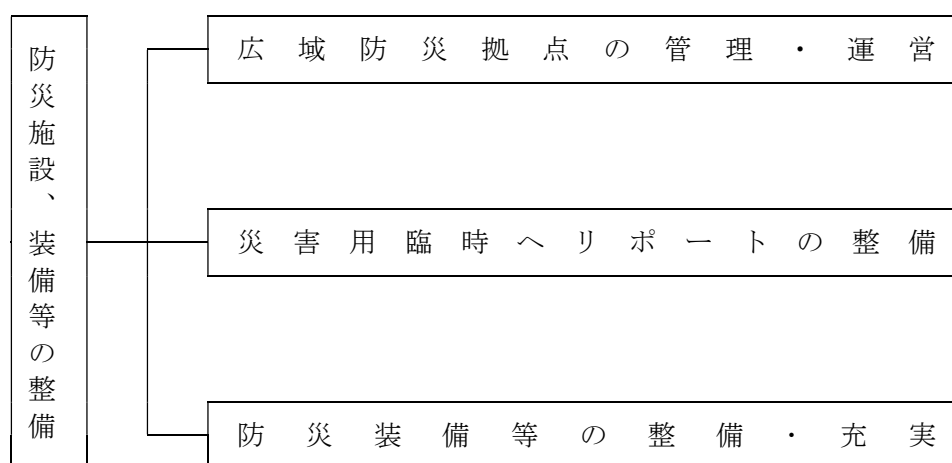 防災施設、装備等の整備
広域防災拠点の管理・運営
災害用臨時ヘリポートの整備
防災装備等の整備・充実